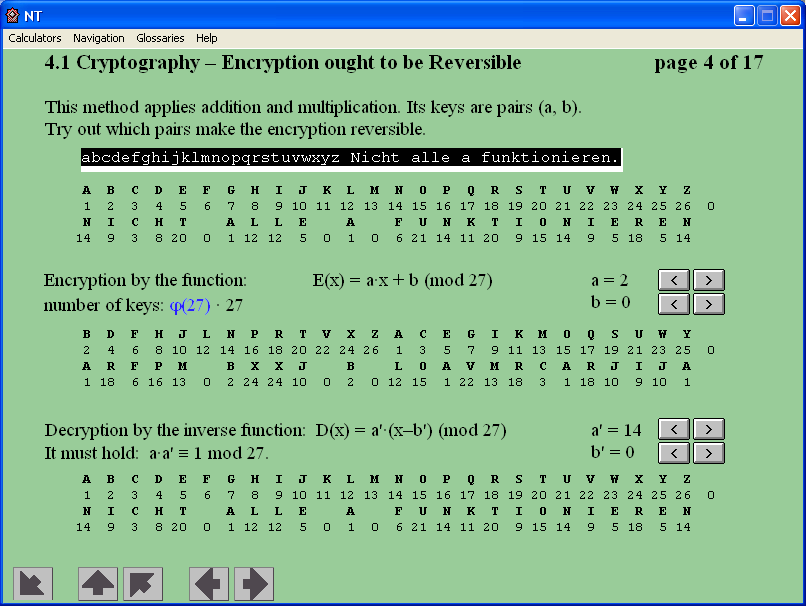 NT
Calculators Navigation Glossaries Help
4.1 Cryptography – Encryption ought to be Reversible page 4 of 17
This method applies addition and multiplication. Its keys are pairs (a, b).
Try out which pairs make the encryption reversible.
abcdefghijklmnopqrstuvwxyz Nicht alle a funktionieren.
A B C D E F G H I J K L M N O P Q R S T U V W X Y Z
1 2 3 4 5 6 7 8 9 10 11 12 13 14 15 16 17 18 19 20 21 22 23 24 25 26 0
N I C H T A L L E A F U N K T I O N I E R E N
14 9 3 8 20 0 1 12 12 5 0 1 0 6 21 14 11 20 9 15 14 9 5 18 5 14
Encryption by the function: E(x) = a·x + b (mod 27) a = 2 < >
number of keys: φ(27) · 27 b = 0 < >
B D F H J L N P R T V X Z A C E G I K M O Q S U W Y
2 4 6 8 10 12 14 16 18 20 22 24 26 1 3 5 7 9 11 13 15 17 19 21 23 25 0
A R F P M B X X J B L O A V M R C A R J I J A
1 18 6 16 13 0 2 24 24 10 0 2 0 12 15 1 22 13 18 3 1 18 10 9 10 1
Decryption by the inverse function: D(x) = a'·(x–b') (mod 27) a' = 14 < >
It must hold: a·a' ≡ 1 mod 27. b' = 0 < >
A B C D E F G H I J K L M N O P Q R S T U V W X Y Z
1 2 3 4 5 6 7 8 9 10 11 12 13 14 15 16 17 18 19 20 21 22 23 24 25 26 0
N I C H T A L L E A F U N K T I O N I E R E N
14 9 3 8 20 0 1 12 12 5 0 1 0 6 21 14 11 20 9 15 14 9 5 18 5 14